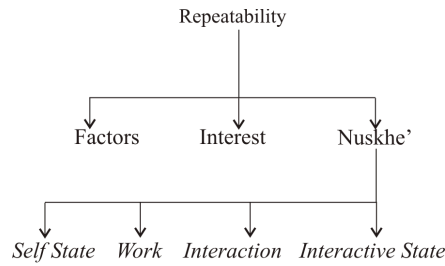 Repeatability
Factors Interest Nuskhe'
Self State Work Interaction Interactive State